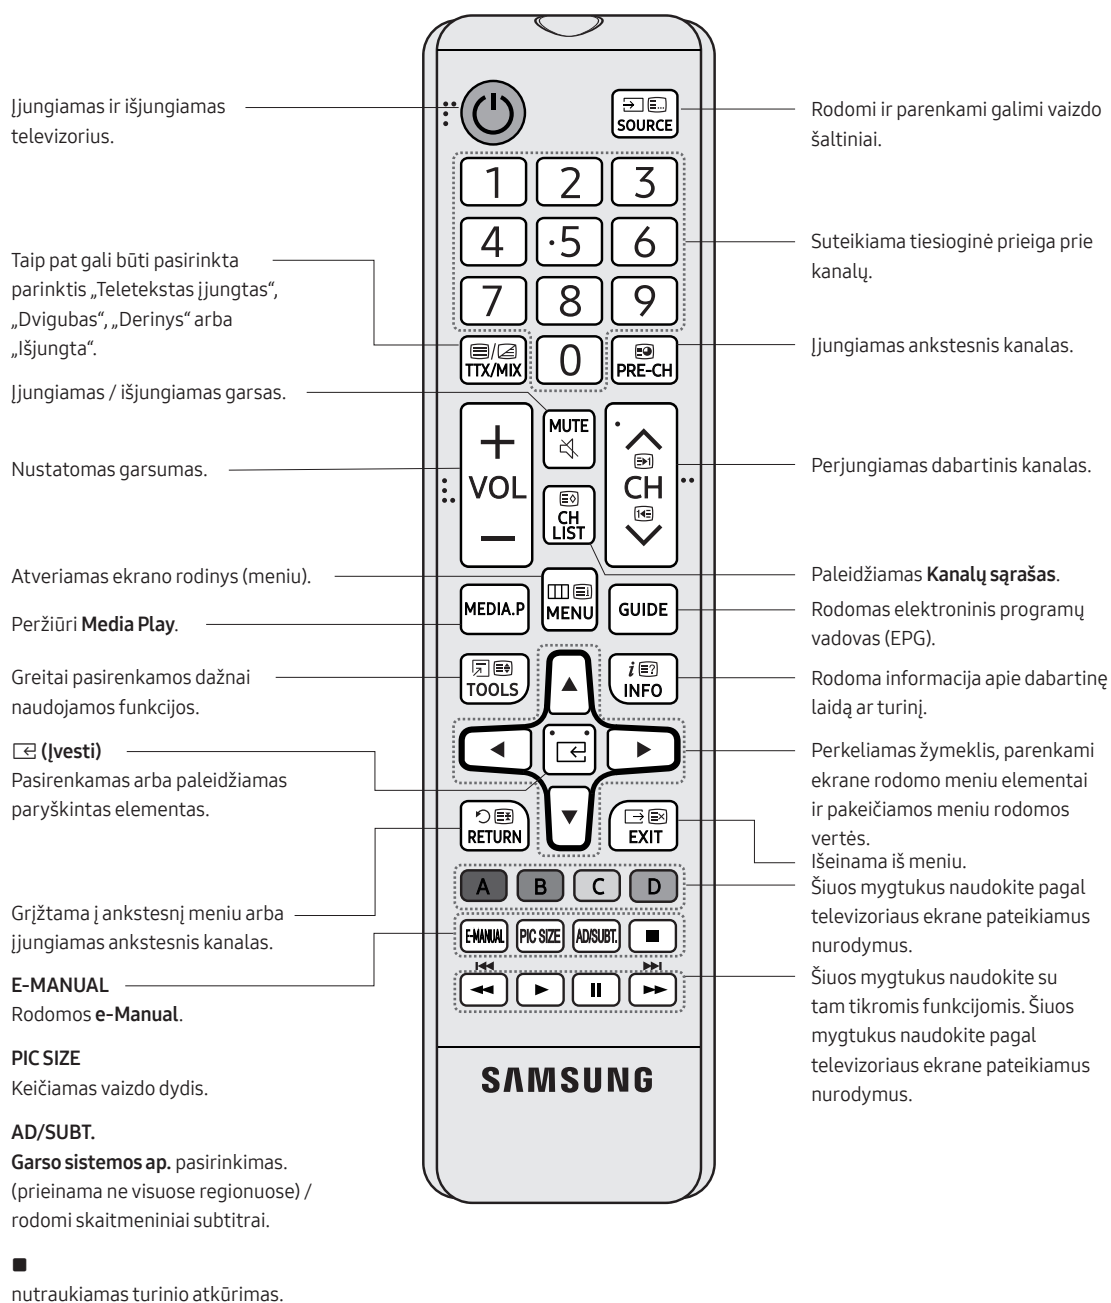 Įjungiamas ir išjungiamas
televizorius.
Taip pat gali būti pasirinkta
parinktis „Teletekstas įjungtas“,
„Dvigubas“, „Derinys“ arba
„Išjungta“.
Įjungiamas / išjungiamas garsas.
Nustatomas garsumas.
Atveriamas ekrano rodinys (meniu).
Peržiūri Media Play.
Greitai pasirenkamos dažnai
naudojamos funkcijos.
(Įvesti)
Pasirenkamas arba paleidžiamas
paryškintas elementas.
Grįžtama į ankstesnį meniu arba
įjungiamas ankstesnis kanalas.
E-MANUAL
Rodomos e-Manual.
PIC SIZE
Keičiamas vaizdo dydis.
AD/SUBT.
Garso sistemos ap. pasirinkimas.
(prieinama ne visuose regionuose) /
rodomi skaitmeniniai subtitrai.
nutraukiamas turinio atkūrimas.
SOURCE
1 2 3
4 ·5 6
7 8 9
TTX/MIX 0 PRE-CH
MUTE
+
VOL
CH
CH
LIST
MEDIA.P MENU GUIDE
TOOLS INFO
RETURN EXIT
A B C D
E-MANUAL PIC SIZE AD/SUBT.
SAMSUNG
Rodomi ir parenkami galimi vaizdo
šaltiniai.
Suteikiama tiesioginė prieiga prie
kanalų.
Įjungiamas ankstesnis kanalas.
Perjungiamas dabartinis kanalas.
Paleidžiamas Kanalų sąrašas.
Rodomas elektroninis programų
vadovas (EPG).
Rodoma informacija apie dabartinę
laidą ar turinį.
Perkeliamas žymeklis, parenkami
ekrane rodomo meniu elementai
ir pakeičiamos meniu rodomos
vertės.
Išeinama iš meniu.
Šiuos mygtukus naudokite pagal
televizoriaus ekrane pateikiamus
nurodymus.
Šiuos mygtukus naudokite su
tam tikromis funkcijomis. Šiuos
mygtukus naudokite pagal
televizoriaus ekrane pateikiamus
nurodymus.